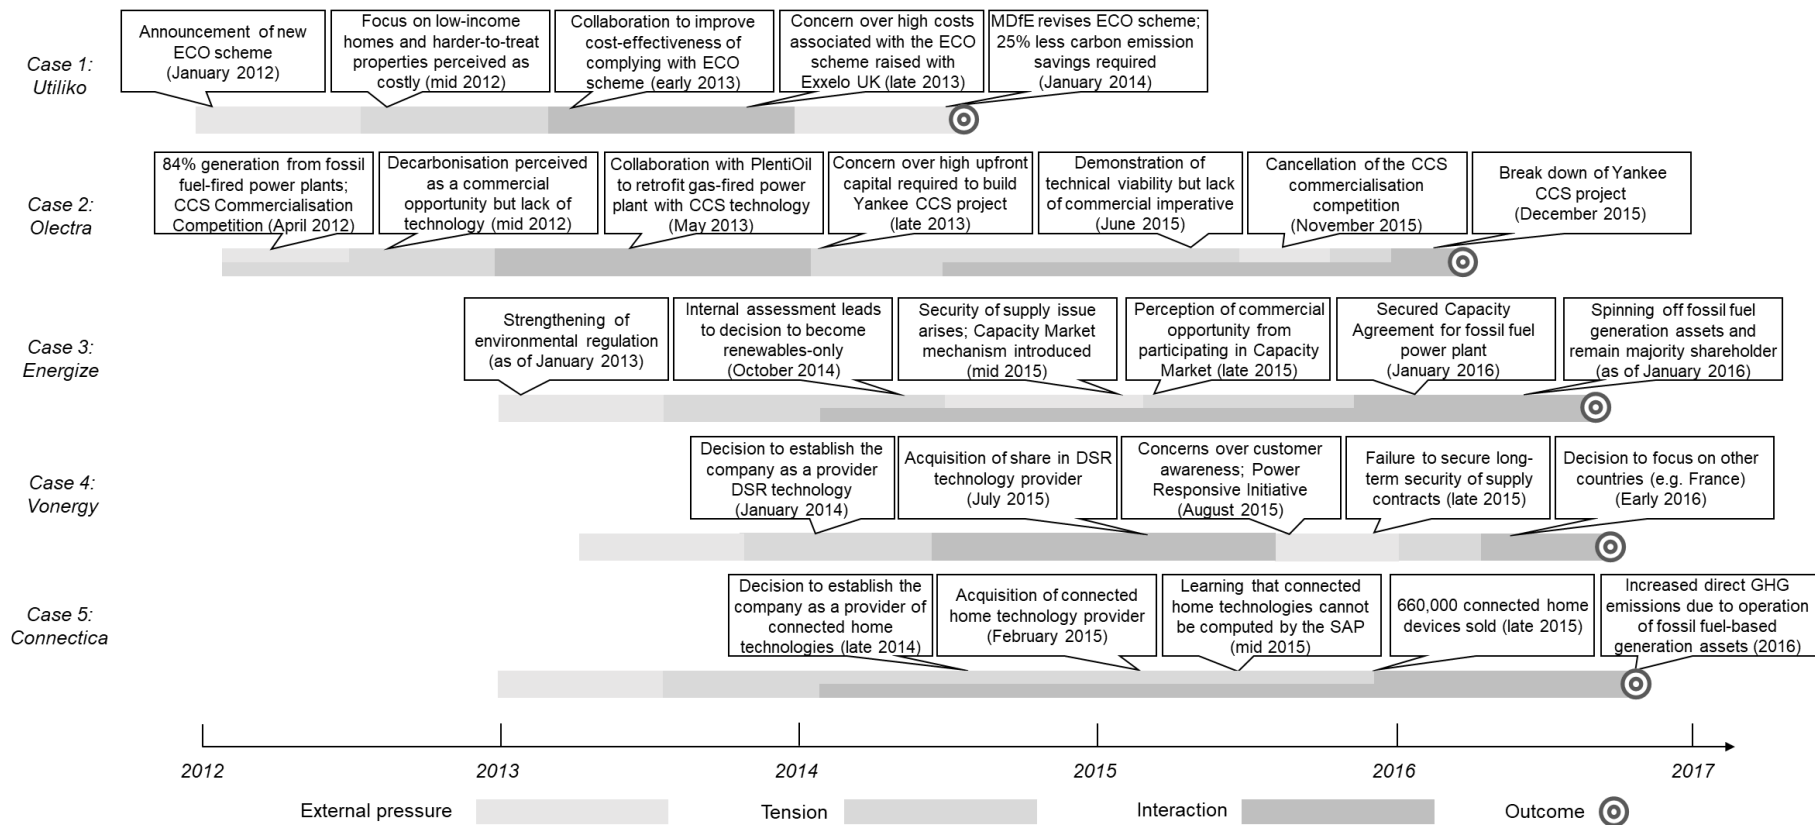 Case 1:
Utiliko
Announcement of new
ECO scheme
(January 2012)
Focus on low-income
homes and harder-to-treat
properties perceived as
costly (mid 2012)
Collaboration to improve
cost-effectiveness of
complying with ECO
scheme (early 2013)
Concern over high costs
associated with the ECO
scheme raised with
Exxelo UK (late 2013)
MDfE revises ECO scheme;
25% less carbon emission
savings required
(January 2014)
Case 2:
Olectra
84% generation from fossil
fuel-fired power plants;
CCS Commercialisation
Competition (April 2012)
Decarbonisation perceived
as a commercial
opportunity but lack of
technology (mid 2012)
Collaboration with PlentiOil
to retrofit gas-fired power
plant with CCS technology
(May 2013)
Concern over high upfront
capital required to build
Yankee CCS project
(late 2013)
Demonstration of
technical viability but lack
of commercial imperative
(June 2015)
Cancellation of the CCS
commercialisation
competition
(November 2015)
Break down of Yankee
CCS project
(December 2015)
Case 3:
Energize
Strengthening of
environmental regulation
(as of January 2013)
Internal assessment leads
to decision to become
renewables-only
(October 2014)
Security of supply issue
arises; Capacity Market
mechanism introduced
(mid 2015)
Perception of commercial
opportunity from
participating in Capacity
Market (late 2015)
Secured Capacity
Agreement for fossil fuel
power plant
(January 2016)
Spinning off fossil fuel
generation assets and
remain majority shareholder
(as of January 2016)
Case 4:
Vonergy
Decision to establish the
company as a provider
DSR technology
(January 2014)
Acquisition of share in DSR
technology provider
(July 2015)
Concerns over customer
awareness; Power
Responsive Initiative
(August 2015)
Failure to secure long-
term security of supply
contracts (late 2015)
Decision to focus on other
countries (e.g. France)
(Early 2016)
Case 5:
Connectica
Decision to establish the
company as a provider of
connected home
technologies (late 2014)
Acquisition of connected
home technology provider
(February 2015)
Learning that connected
home technologies cannot
be computed by the SAP
(mid 2015)
660,000 connected home
devices sold (late 2015)
Increased direct GHG
emissions due to operation
of fossil fuel-based
generation assets (2016)
2012
2013
2014
2015
2016
2017
External pressure
Tension
Interaction
Outcome